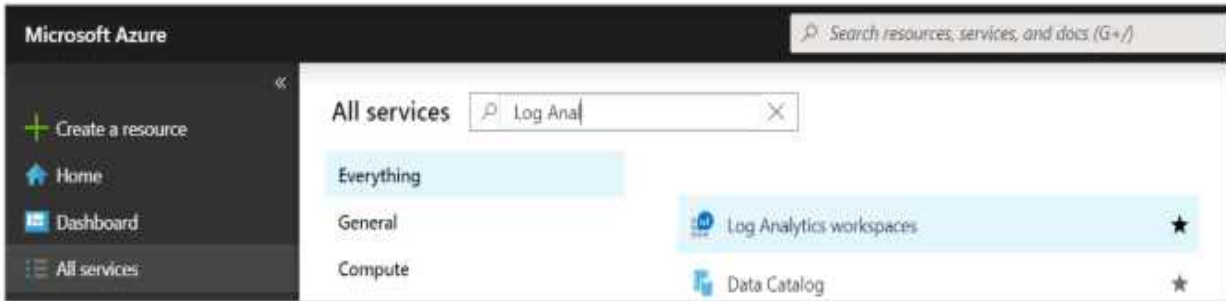 Microsoft Azure
Search resources, services, and docs (G+/)
«
Create a resource
Home
Dashboard
All services
All services
Log Anal
Everything
General
Compute
Log Analytics workspaces
Data Catalog